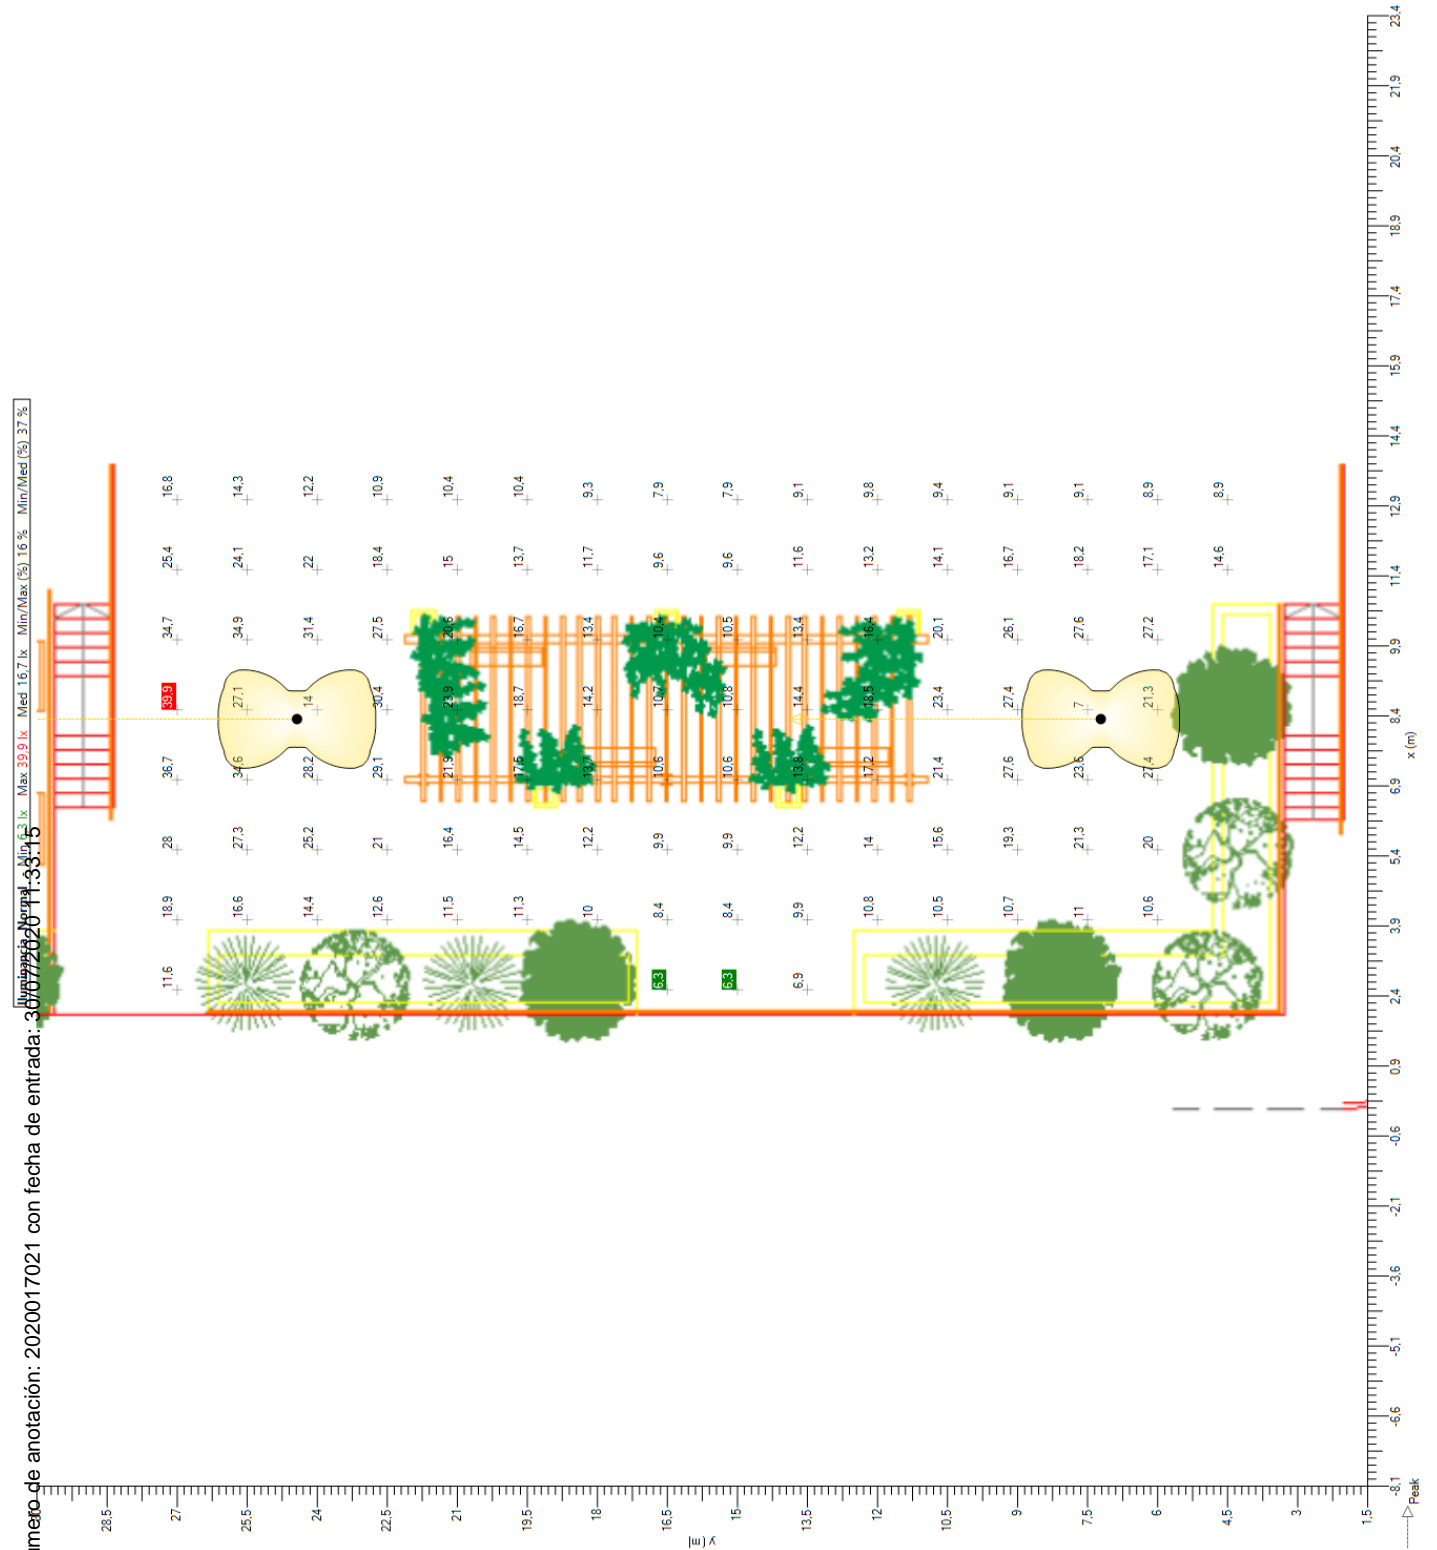 Iluminancia Normal - Min 6,3 lx Max 39,9 lx Med 16,7 lx Min/Max (%) 16 % Min/Med (%) 37 %
mero de anotación: 2020017021 con fecha de entrada: 30/07/2020 11:33:15
28.5
27 11,6 18,9 28 36,7 39,9 34,7 25,4 16,8
25.5 16,6 27,3 34,6 27,1 34,9 24,1 14,3
24 14,4 25,2 28,2 14 31,4 22 12,2
22.5 12,6 21 29,1 30,4 27,5 18,4 10,9
21 11,5 16,4 21,9 23,9 20,6 15 10,4
19.5 11,3 14,5 17,5 18,7 16,7 13,7 10,4
18 10 12,2 13,7 14,2 13,4 11,7 9,3
16.5 6,3 8,4 9,9 10,6 10,7 10,4 9,6 7,9
y (m)
15 6,3 8,4 9,9 10,6 10,8 10,5 9,6 7,9
13.5 6,9 9,9 12,2 13,8 14,4 13,4 11,6 9,1
12 10,8 14 17,2 18,5 16,4 13,2 9,8
10.5 10,5 15,6 21,4 23,4 20,1 14,1 9,4
9 10,7 19,3 27,6 27,4 26,1 16,7 9,1
7.5 11 21,3 23,6 7 27,6 18,2 9,1
6 10,6 20 27,4 21,3 27,2 17,1 8,9
4.5 14,6 8,9
3
1.5
-8,1 -6,6 -5,1 -3,6 -2,1 -0,6 0,9 2,4 3,9 5,4 6,9 8,4 9,9 11,4 12,9 14,4 15,9 17,4 18,9 20,4 21,9 23,4
x (m)
Peak